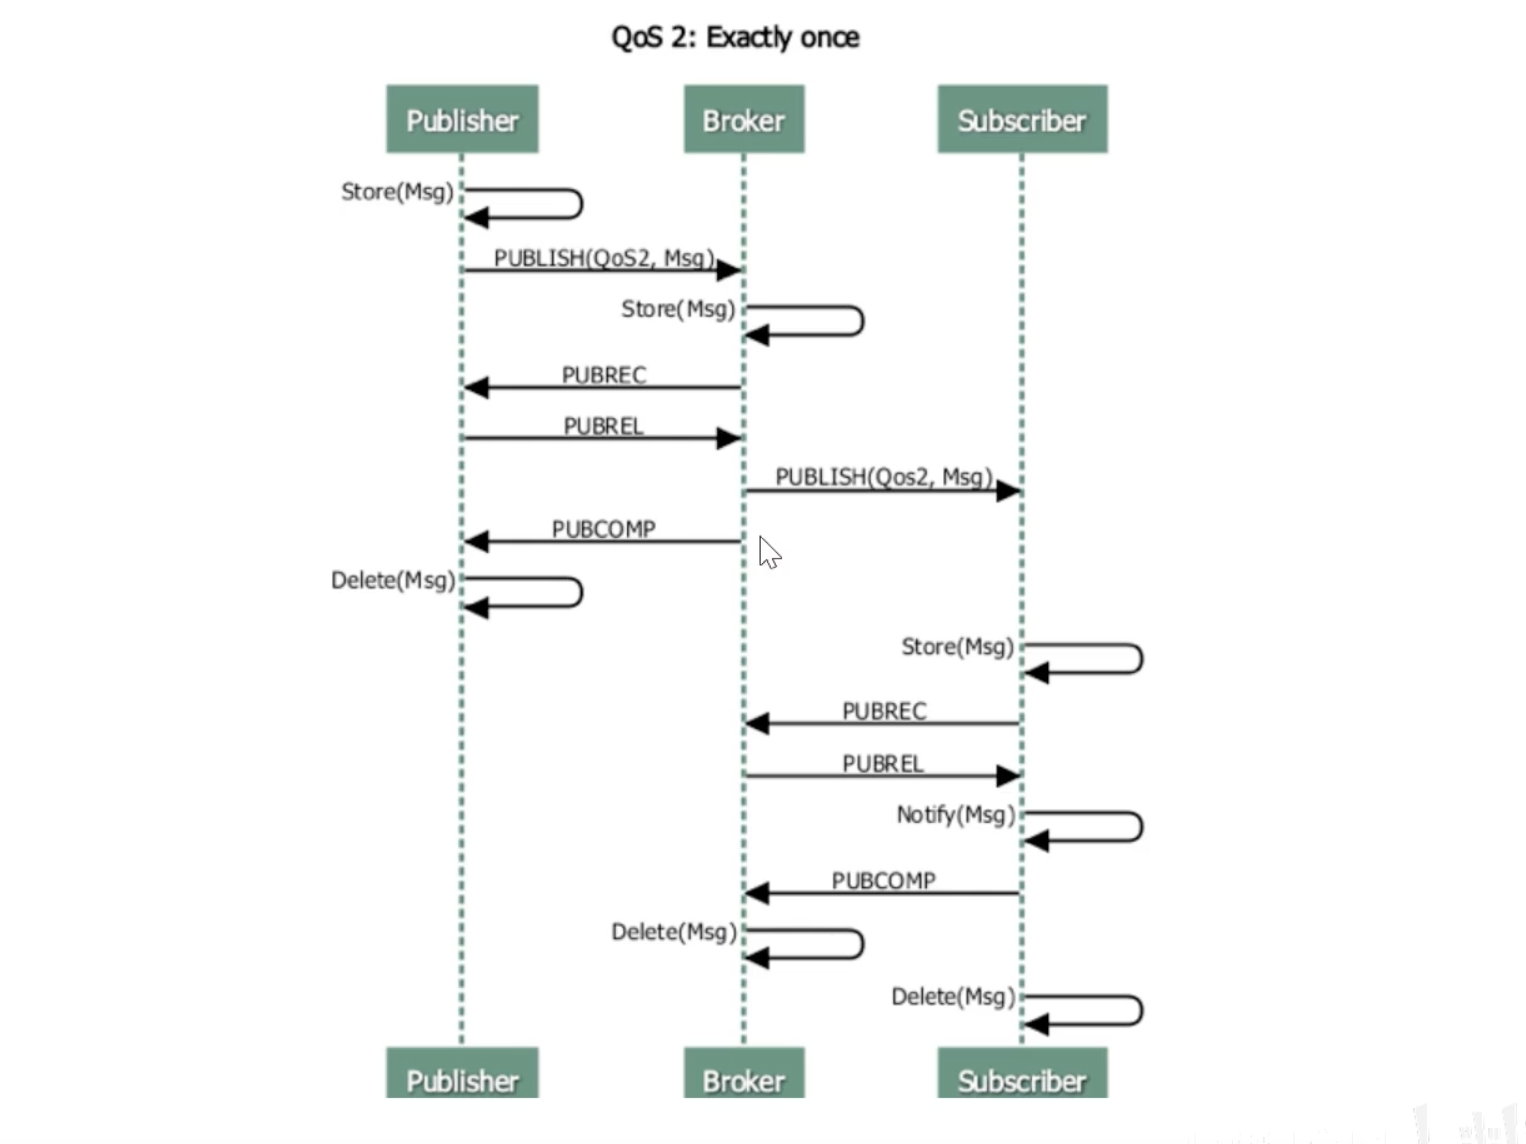 QoS 2: Exactly once
Publisher Broker Subscriber
Store(Msg)
PUBLISH(QoS2, Msg)
Store(Msg)
PUBREC
PUBREL
PUBLISH(Qos2, Msg)
PUBCOMP
Delete(Msg)
Store(Msg)
PUBREC
PUBREL
Notify(Msg)
PUBCOMP
Delete(Msg)
Delete(Msg)
Publisher Broker Subscriber